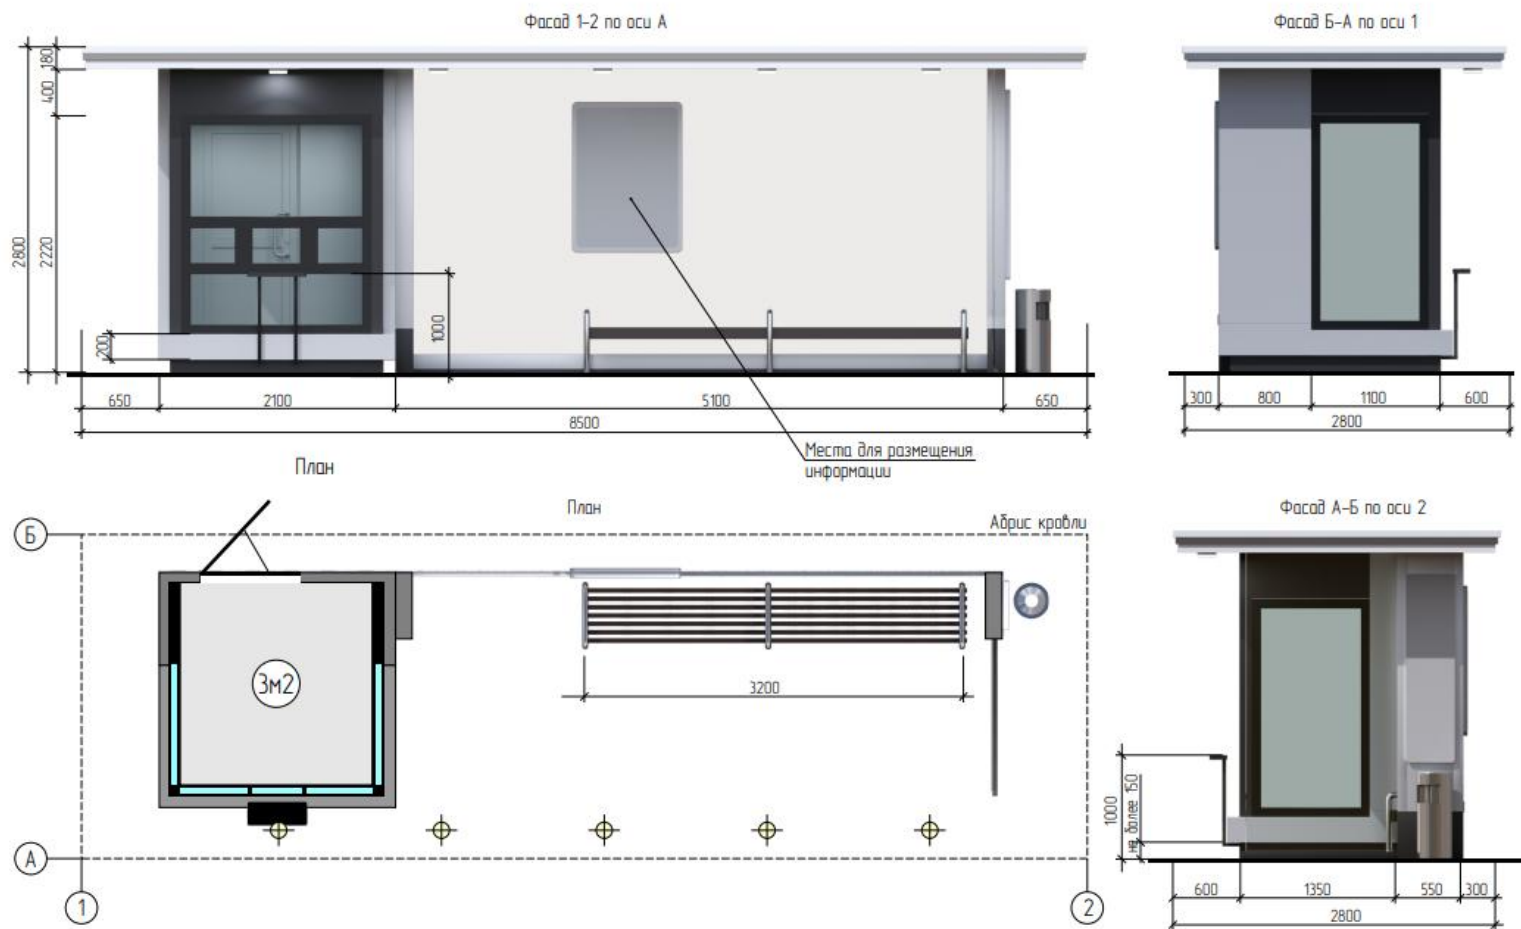 Фасад 1-2 по оси А
Фасад Б-А по оси 1
180
400
2800
2220
200
1000
650
2100
5100
650
8500
300
800
1100
600
2800
Места для размещения
информации
План
План
Фасад А-Б по оси 2
Абрис кровли
Б
3м2
3200
1000
не более 150
А
600
1350
550
300
2800
1
2